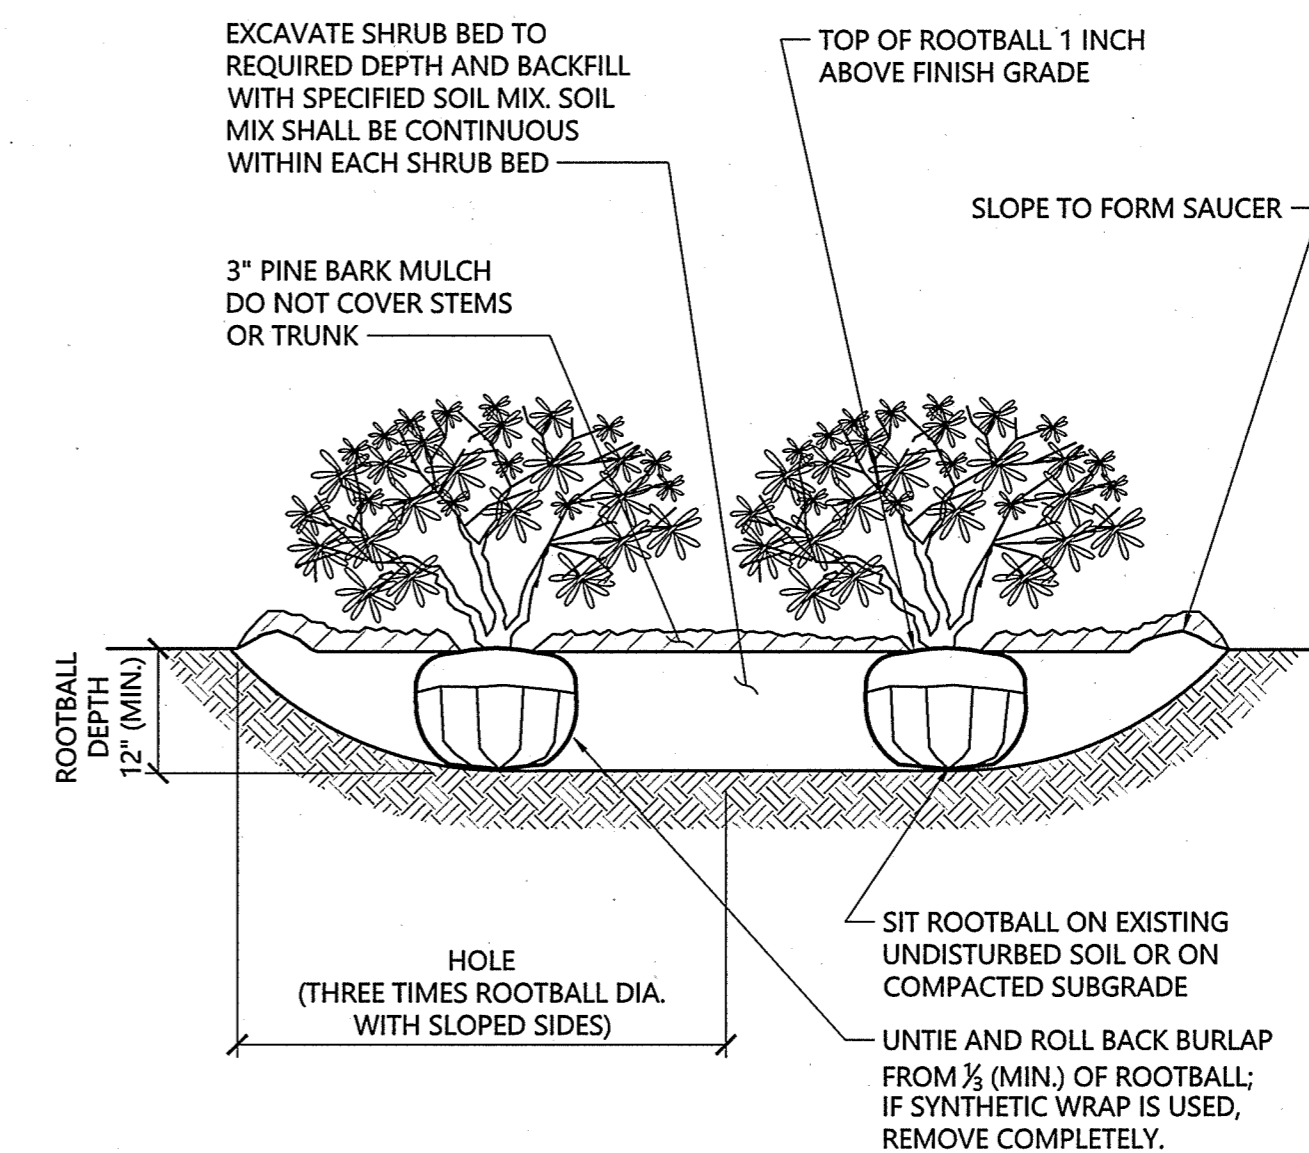 EXCAVATE SHRUB BED TO
REQUIRED DEPTH AND BACKFILL
WITH SPECIFIED SOIL MIX. SOIL
MIX SHALL BE CONTINUOUS
WITHIN EACH SHRUB BED
TOP OF ROOTBALL 1 INCH
ABOVE FINISH GRADE
SLOPE TO FORM SAUCER
3" PINE BARK MULCH
DO NOT COVER STEMS
OR TRUNK
ROOTBALL
DEPTH
12" (MIN.)
HOLE
(THREE TIMES ROOTBALL DIA.
WITH SLOPED SIDES)
SIT ROOTBALL ON EXISTING
UNDISTURBED SOIL OR ON
COMPACTED SUBGRADE
UNTIE AND ROLL BACK BURLAP
FROM ⅓ (MIN.) OF ROOTBALL;
IF SYNTHETIC WRAP IS USED,
REMOVE COMPLETELY.